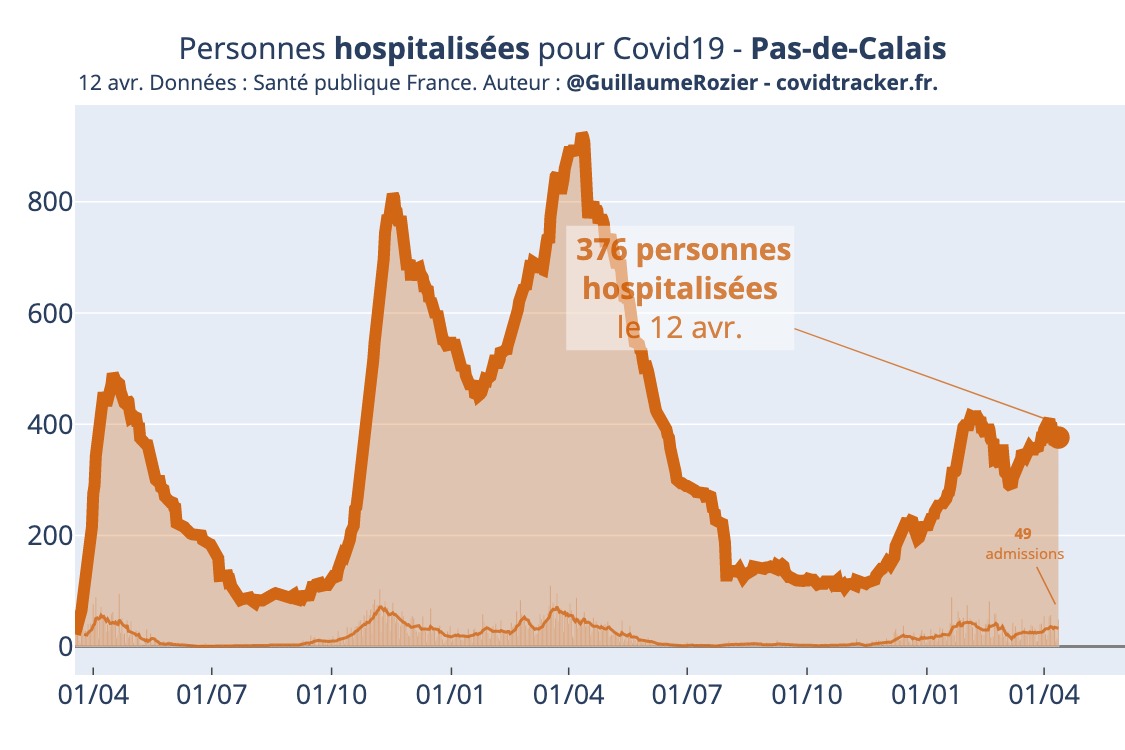 Personnes hospitalisées pour Covid19 - Pas-de-Calais
12 avr. Données : Santé publique France. Auteur : @GuillaumeRozier - covidtracker.fr.
800
600
400
200
0
376 personnes
hospitalisées
le 12 avr.
49
admissions
01/04
01/07
01/10
01/01
01/04
01/07
01/10
01/01
01/04